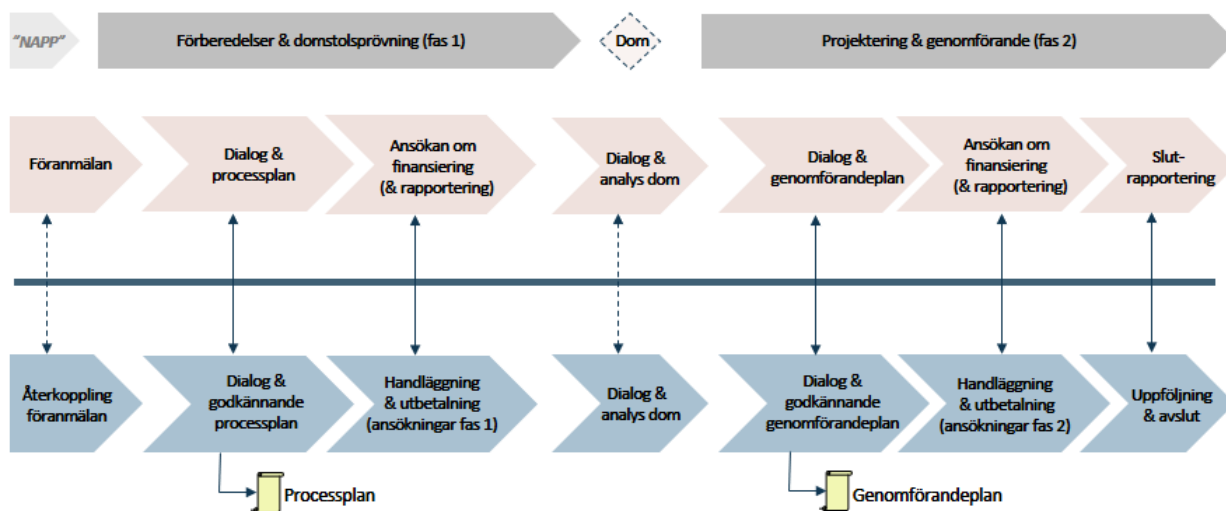 "NAPP"
Förberedelser & domstolsprövning (fas 1)
Dom
Projektering & genomförande (fas 2)
Föranmälan
Dialog &
processplan
Ansökan om
finansiering
(& rapportering)
Dialog &
analys dom
Dialog &
genomförandeplan
Ansökan om
finansiering
(& rapportering)
Slut-
rapportering
Återkoppling
föranmälan
Dialog &
godkännande
processplan
Handläggning
& utbetalning
(ansökningar fas 1)
Dialog &
analys dom
Dialog &
godkännande
genomförandeplan
Handläggning
& utbetalning
(ansökningar fas 2)
Uppföljning
& avslut
Processplan
Genomförandeplan